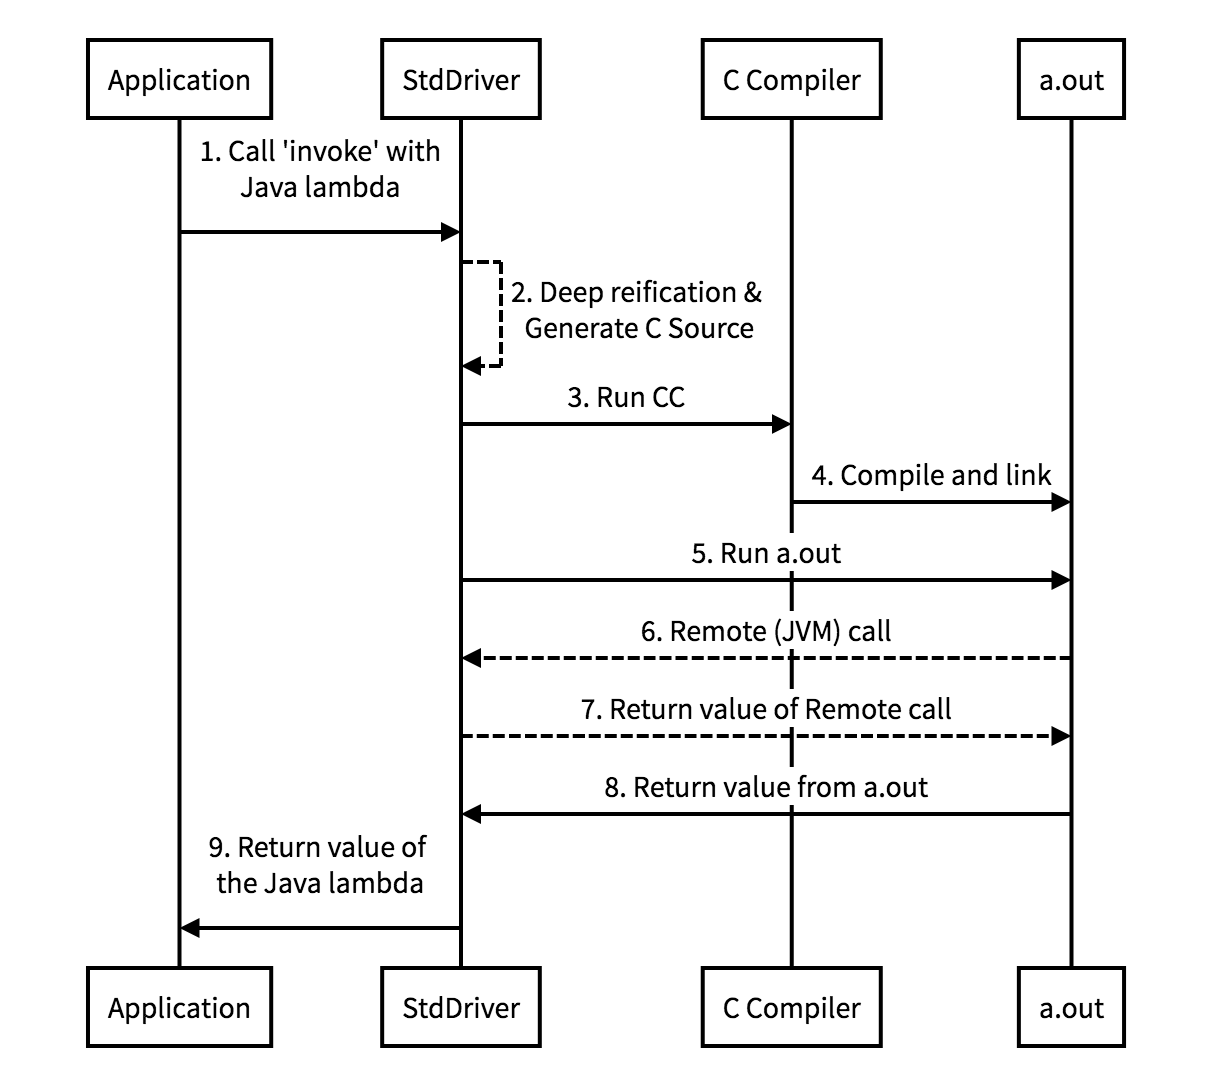 Application
StdDriver
C Compiler
a.out
1. Call 'invoke' with
Java lambda
2. Deep reification &
Generate C Source
3. Run CC
4. Compile and link
5. Run a.out
6. Remote (JVM) call
7. Return value of Remote call
8. Return value from a.out
9. Return value of
the Java lambda
Application
StdDriver
C Compiler
a.out